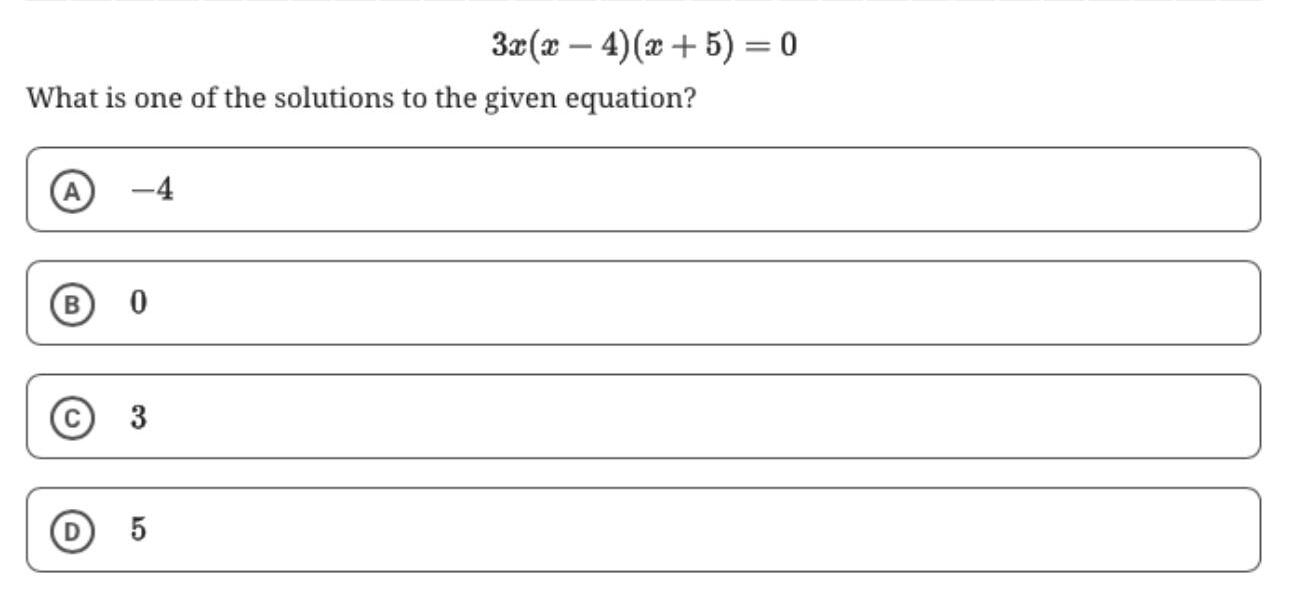 3x(x − 4)(x + 5) = 0
What is one of the solutions to the given equation?
A −4
B 0
C 3
D 5